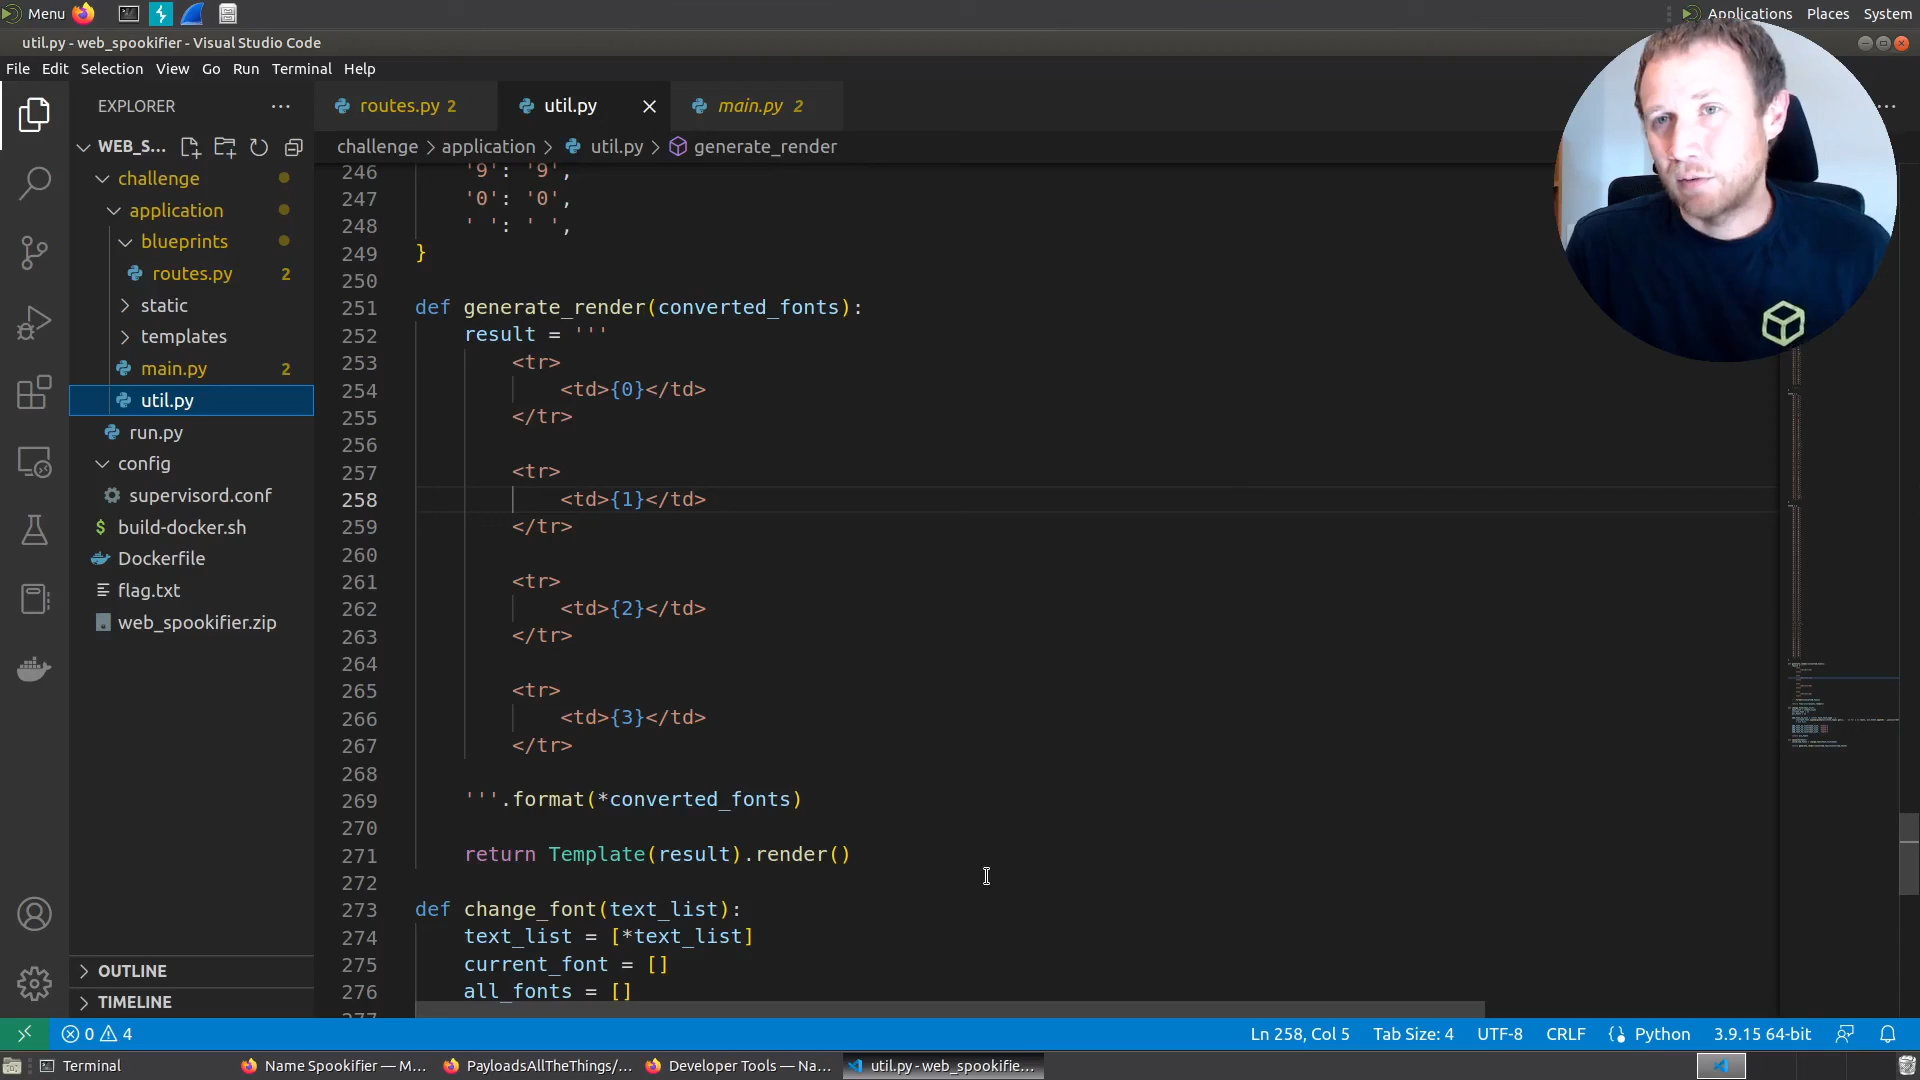 Menu
Applications Places System
util.py - web_spookifier - Visual Studio Code
File Edit Selection View Go Run Terminal Help
EXPLORER
routes.py 2
util.py
main.py 2
WEB_S...
challenge > application > util.py > generate_render
challenge
application
blueprints
routes.py 2
static
templates
main.py 2
util.py
run.py
config
supervisord.conf
build-docker.sh
Dockerfile
flag.txt
web_spookifier.zip
OUTLINE
TIMELINE
246 '9': '9',
247 '0': '0',
248 ' ': ' ',
249 }
250
251 def generate_render(converted_fonts):
252 result = '''
253 <tr>
254 <td>{0}</td>
255 </tr>
256
257 <tr>
258 <td>{1}</td>
259 </tr>
260
261 <tr>
262 <td>{2}</td>
263 </tr>
264
265 <tr>
266 <td>{3}</td>
267 </tr>
268
269 '''.format(*converted_fonts)
270
271 return Template(result).render()
272
273 def change_font(text_list):
274 text_list = [*text_list]
275 current_font = []
276 all_fonts = []
277
0 4
Ln 258, Col 5 Tab Size: 4 UTF-8 CRLF Python 3.9.15 64-bit
Terminal
Name Spookifier — M...
PayloadsAllTheThings/...
Developer Tools — Na...
util.py - web_spookifie...